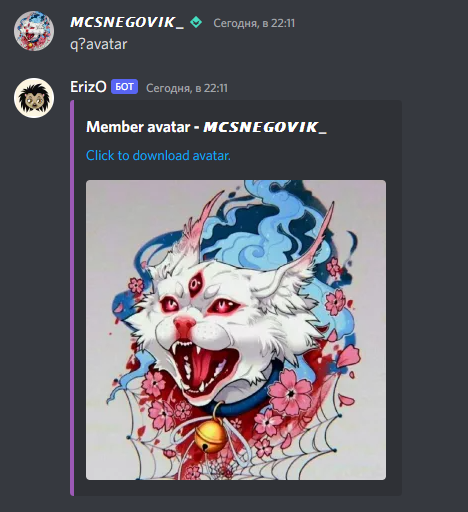 MCSNEGOVIK_ Сегодня, в 22:11
q?avatar
ErizO БОТ Сегодня, в 22:11
Member avatar - MCSNEGOVIK_
Click to download avatar.